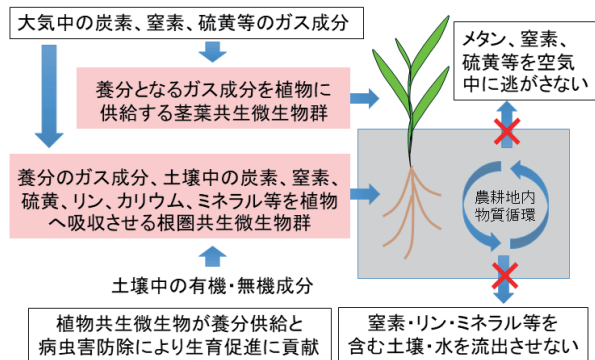 大気中の炭素、窒素、硫黄等のガス成分
養分となるガス成分を植物に
供給する茎葉共生微生物群
養分のガス成分、土壌中の炭素、窒素、
硫黄、リン、カリウム、ミネラル等を植物
へ吸収させる根圏共生微生物群
土壌中の有機・無機成分
植物共生微生物が養分供給と
病虫害防除により生育促進に貢献
メタン、窒素、
硫黄等を空気
中に逃がさない
農耕地内
物質循環
窒素・リン・ミネラル等を
含む土壌・水を流出させない